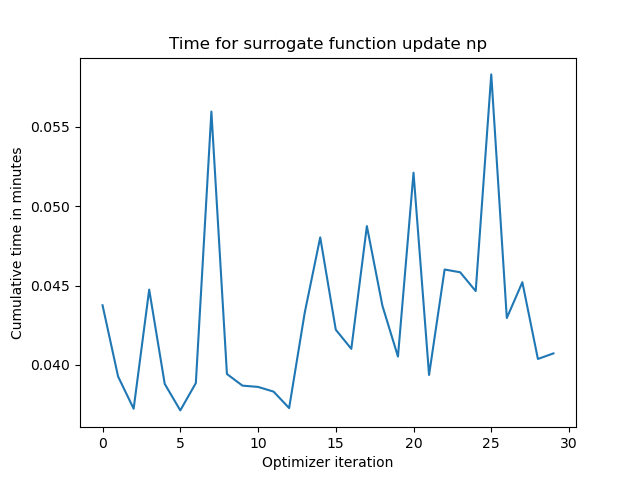 Time for surrogate function update np
Cumulative time in minutes
0.055
0.050
0.045
0.040
0 5 10 15 20 25 30
Optimizer iteration